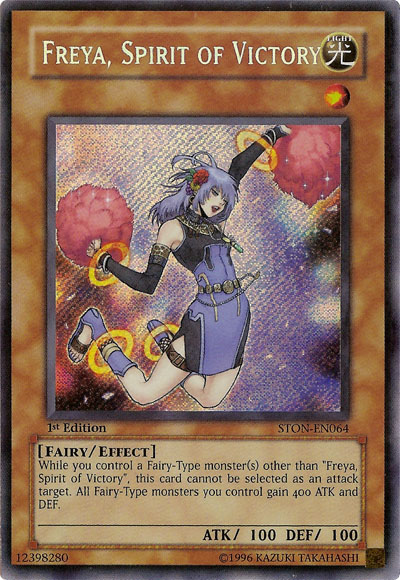 FREYA, SPIRIT OF VICTORY
LIGHT
光
1st Edition
STON-EN064
[FAIRY/EFFECT]
While you control a Fairy-Type monster(s) other than "Freya,
Spirit of Victory", this card cannot be selected as an attack
target. All Fairy-Type monsters you control gain 400 ATK and
DEF.
ATK/ 100 DEF/ 100
12398280
©1996 KAZUKI TAKAHASHI